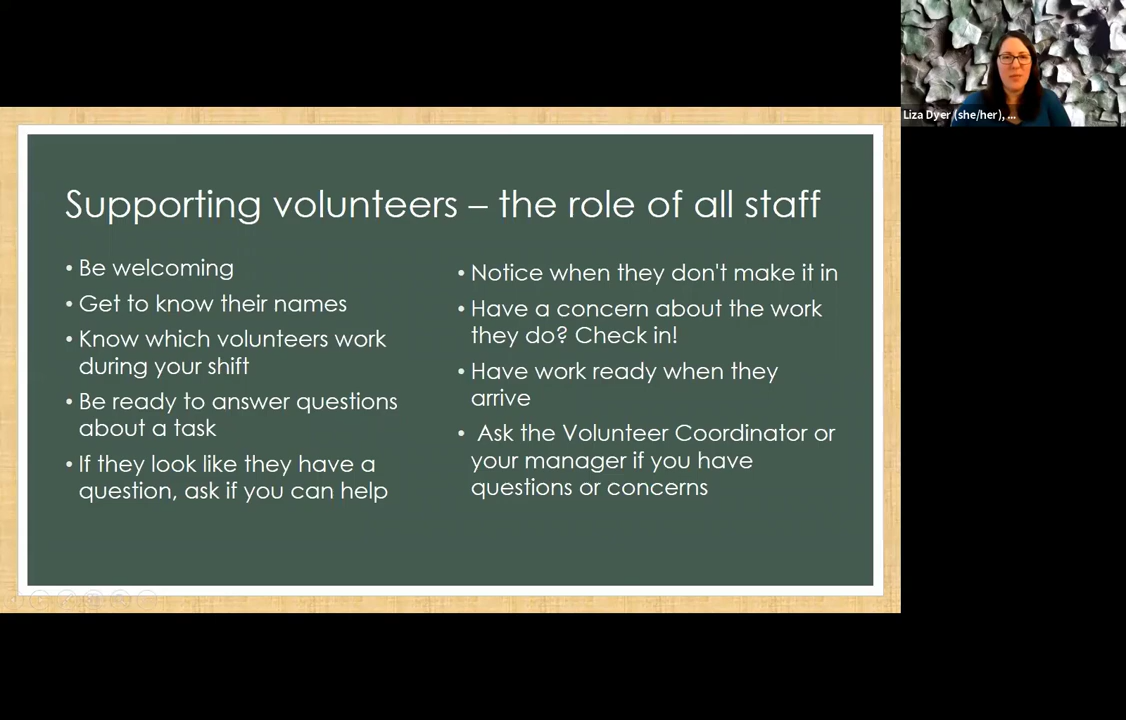 Supporting volunteers – the role of all staff
• Be welcoming
• Get to know their names
• Know which volunteers work
during your shift
• Be ready to answer questions
about a task
• If they look like they have a
question, ask if you can help
• Notice when they don't make it in
• Have a concern about the work
they do? Check in!
• Have work ready when they
arrive
• Ask the Volunteer Coordinator or
your manager if you have
questions or concerns
Liza Dyer (she/her), ...